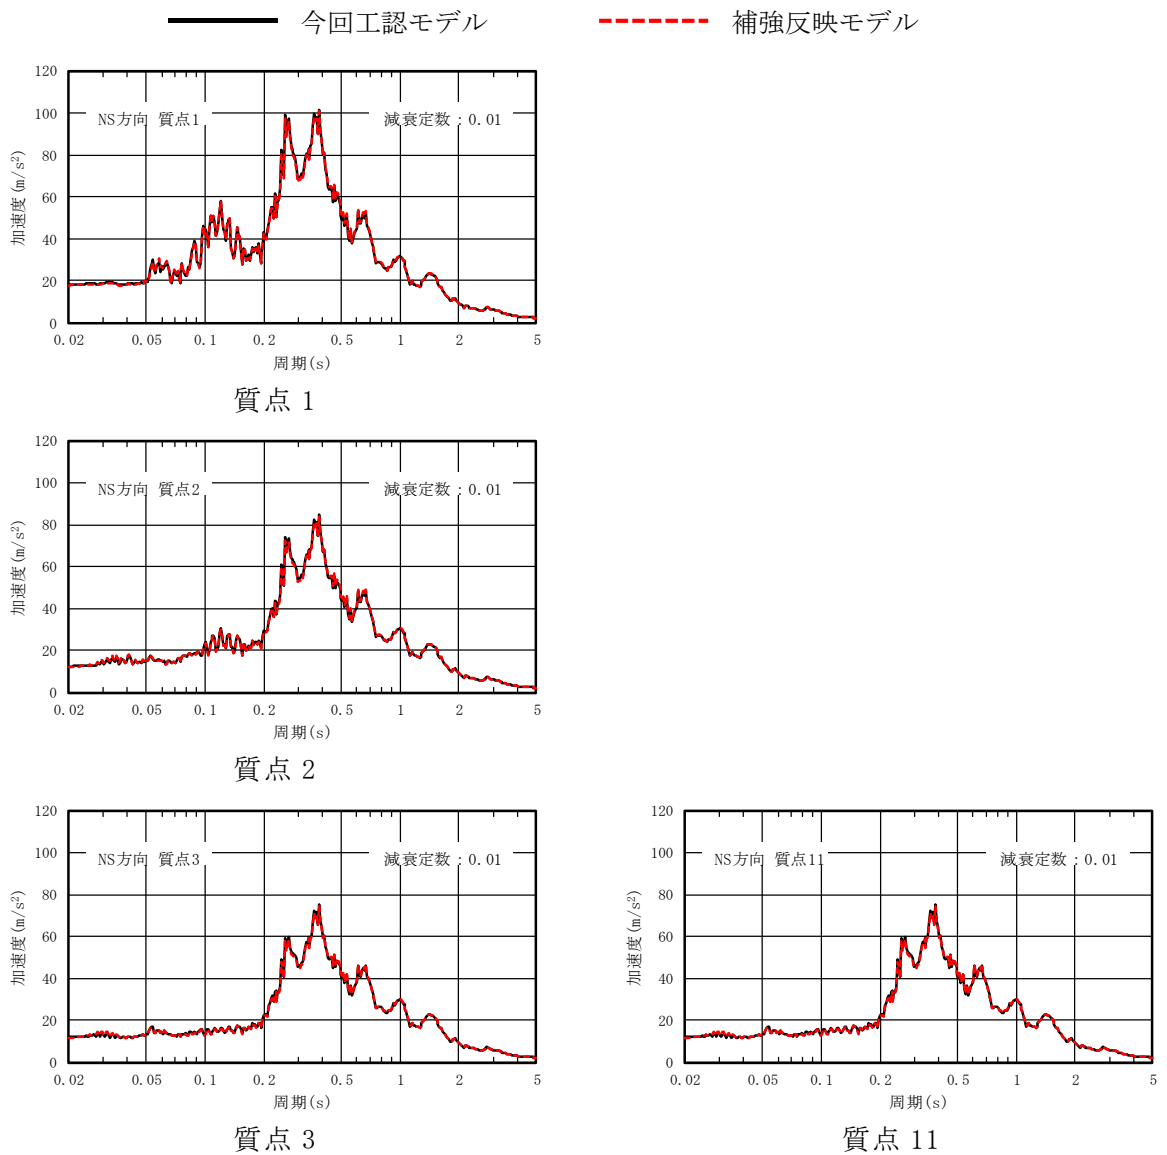 今回工認モデル 補強反映モデル
120
100
80
60
40
20
0
加速度(m/s²)
NS方向 質点1 減衰定数:0.01
0.02 0.05 0.1 0.2 0.5 1 2 5
周期(s)
質点 1
120
100
80
60
40
20
0
加速度(m/s²)
NS方向 質点2 減衰定数:0.01
0.02 0.05 0.1 0.2 0.5 1 2 5
周期(s)
質点 2
120
100
80
60
40
20
0
加速度(m/s²)
NS方向 質点3 減衰定数:0.01
0.02 0.05 0.1 0.2 0.5 1 2 5
周期(s)
質点 3
120
100
80
60
40
20
0
加速度(m/s²)
NS方向 質点11 減衰定数:0.01
0.02 0.05 0.1 0.2 0.5 1 2 5
周期(s)
質点 11